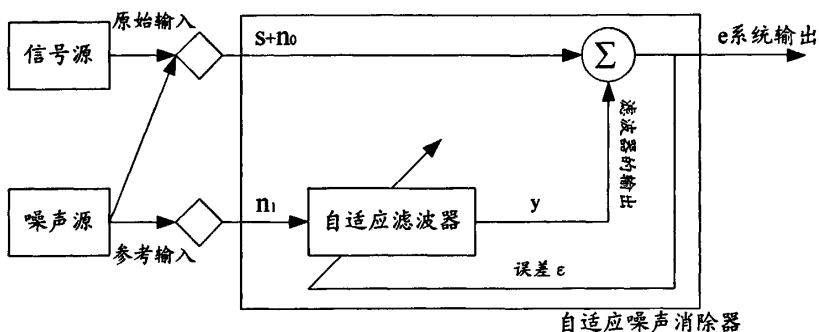 原始输入
信号源
s+n₀
Σ
e系统输出
滤波器的输出
噪声源
参考输入
n₁
自适应滤波器
y
误差 ε
自适应噪声消除器